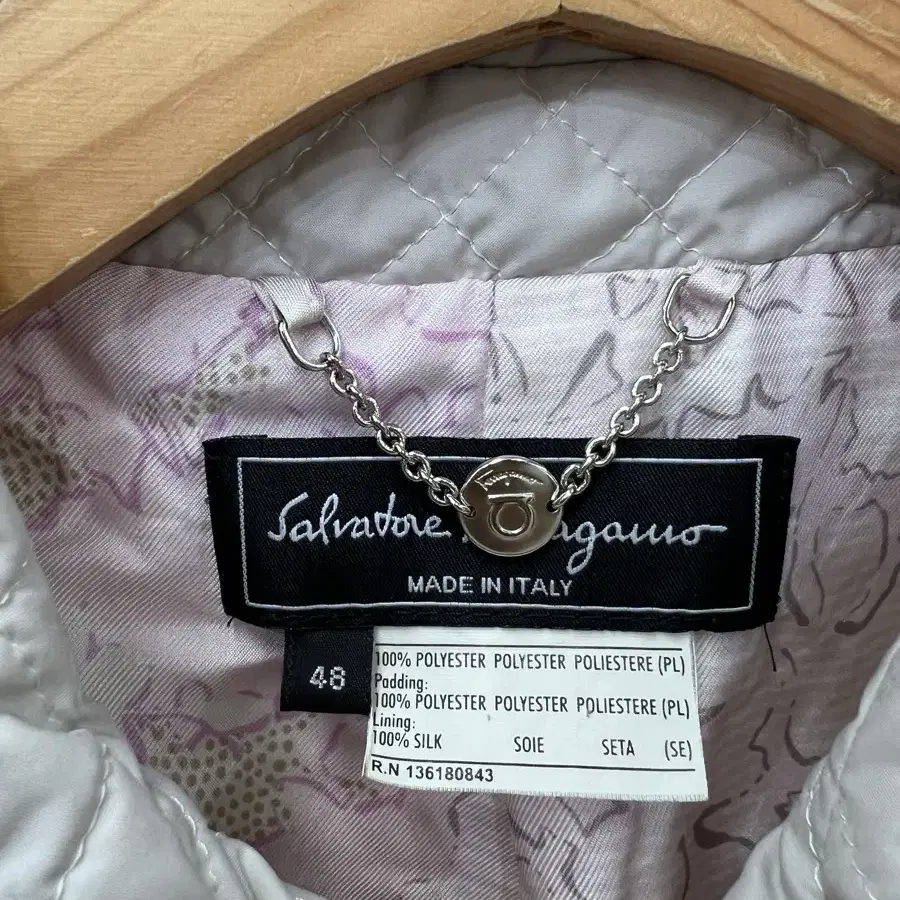 Salvatore agamo
MADE IN ITALY
48
100% POLYESTER POLYESTER POLIESTERE (PL)
Padding:
100% POLYESTER POLYESTER POLIESTERE (PL)
Lining:
100% SILK SOIE SETA (SE)
R.N 136180843